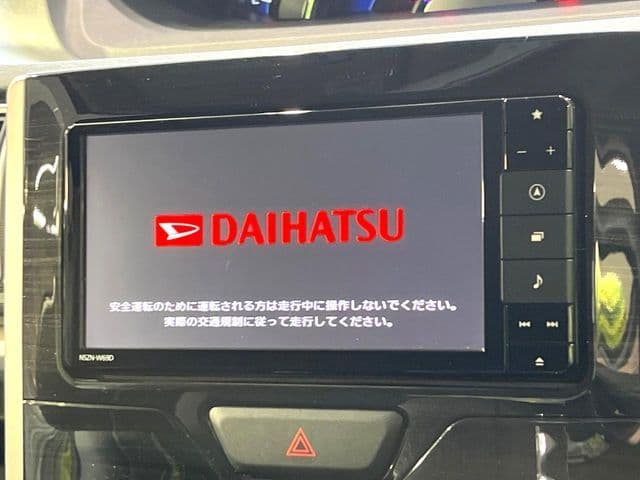 DAIHATSU
安全運転のために運転される方は走行中に操作しないでください。
実際の交通規制に従って走行してください。
NSZN-W69D